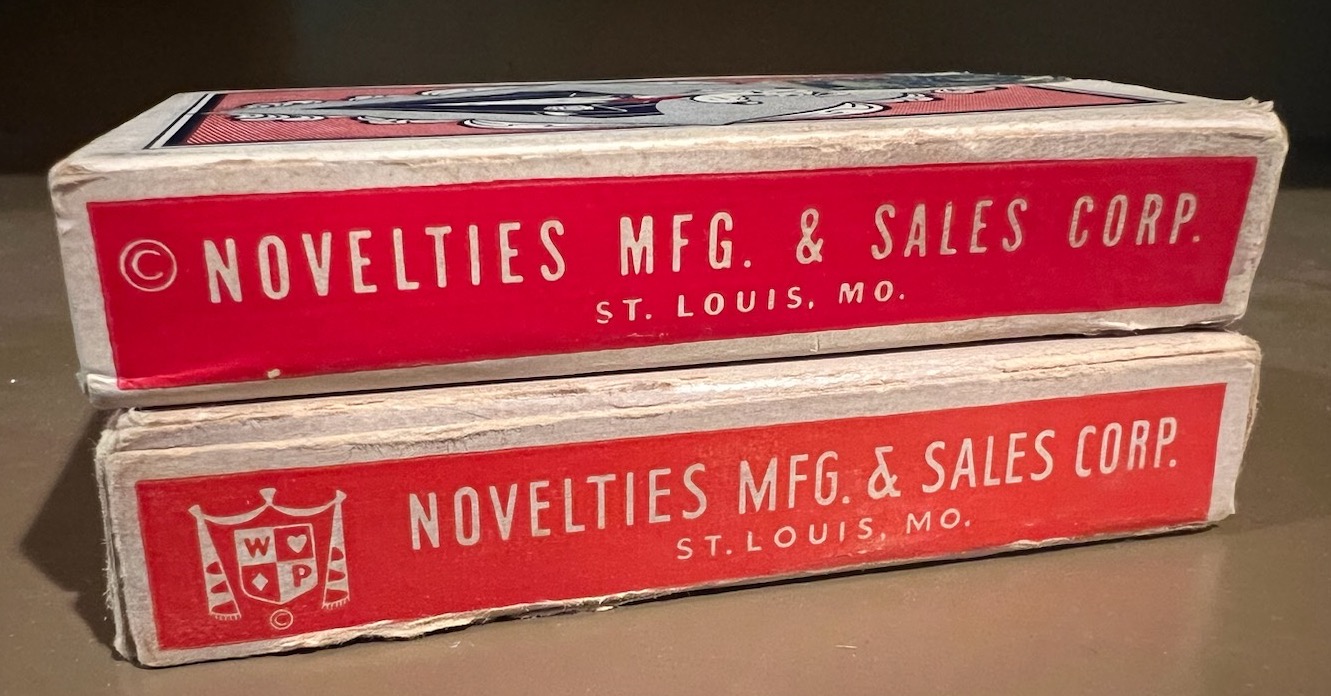 © NOVELTIES MFG. & SALES CORP.
ST. LOUIS, MO.
NOVELTIES MFG. & SALES CORP.
ST. LOUIS, MO.
W
P
©